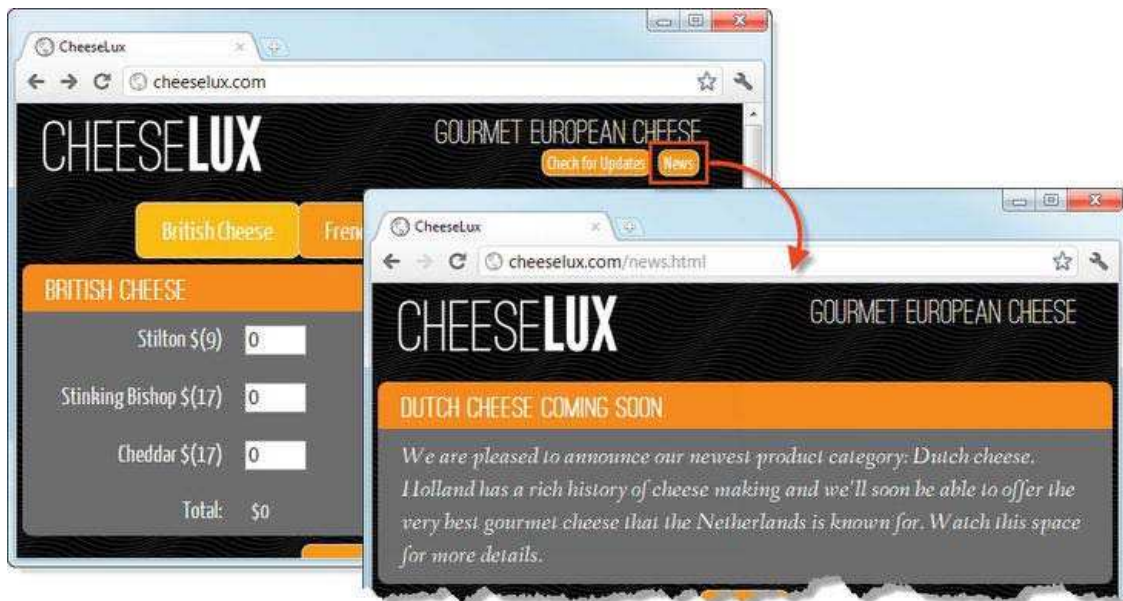 CheeseLux
cheeselux.com
CHEESELUX
GOURMET EUROPEAN CHEESE
Check for Updates
News
British Cheese
BRITISH CHEESE
Stilton $(9) 0
Stinking Bishop $(17) 0
Cheddar $(17) 0
Total: $0
CheeseLux
cheeselux.com/news.html
CHEESELUX
GOURMET EUROPEAN CHEESE
DUTCH CHEESE COMING SOON
We are pleased to announce our newest product category: Dutch cheese.
Holland has a rich history of cheese making and we'll soon be able to offer the
very best gourmet cheese that the Netherlands is known for. Watch this space
for more details.